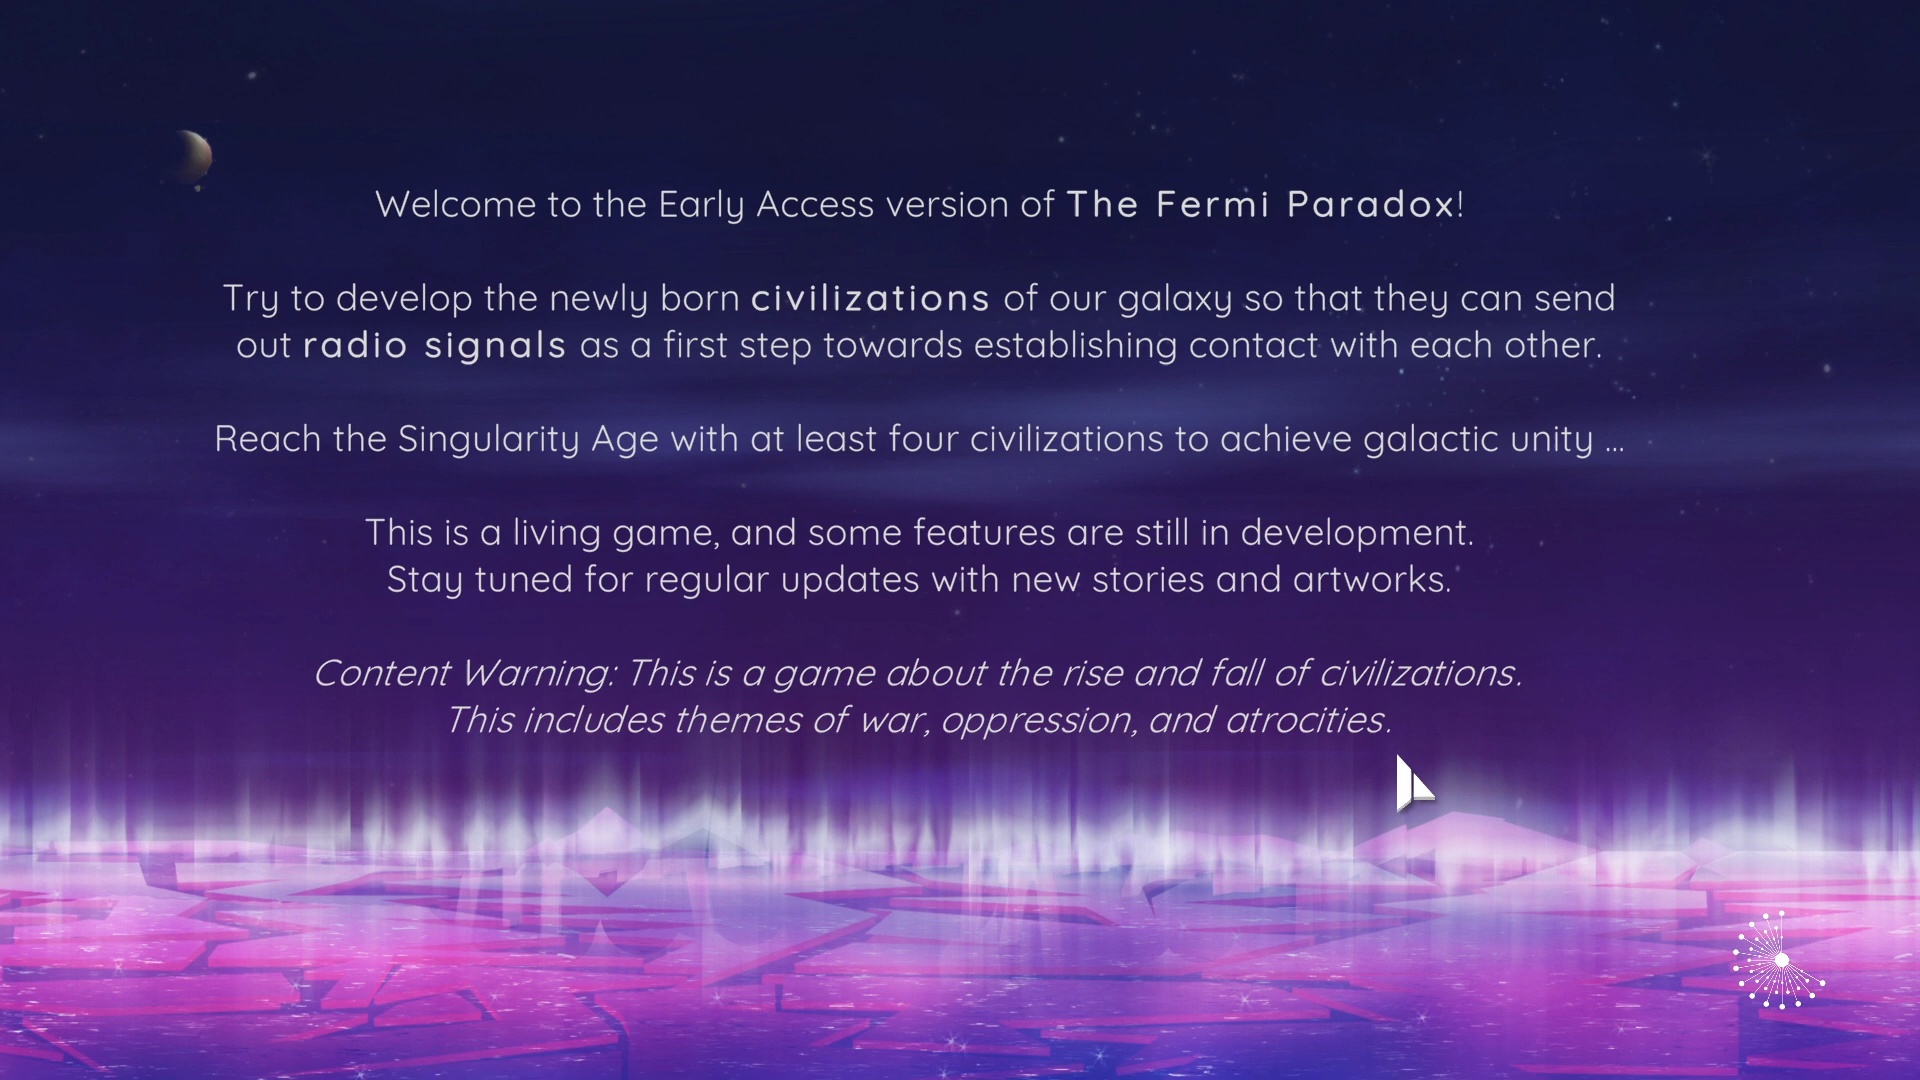 Welcome to the Early Access version of The Fermi Paradox!
Try to develop the newly born civilizations of our galaxy so that they can send
out radio signals as a first step towards establishing contact with each other.
Reach the Singularity Age with at least four civilizations to achieve galactic unity ...
This is a living game, and some features are still in development.
Stay tuned for regular updates with new stories and artworks.
Content Warning: This is a game about the rise and fall of civilizations.
This includes themes of war, oppression, and atrocities.